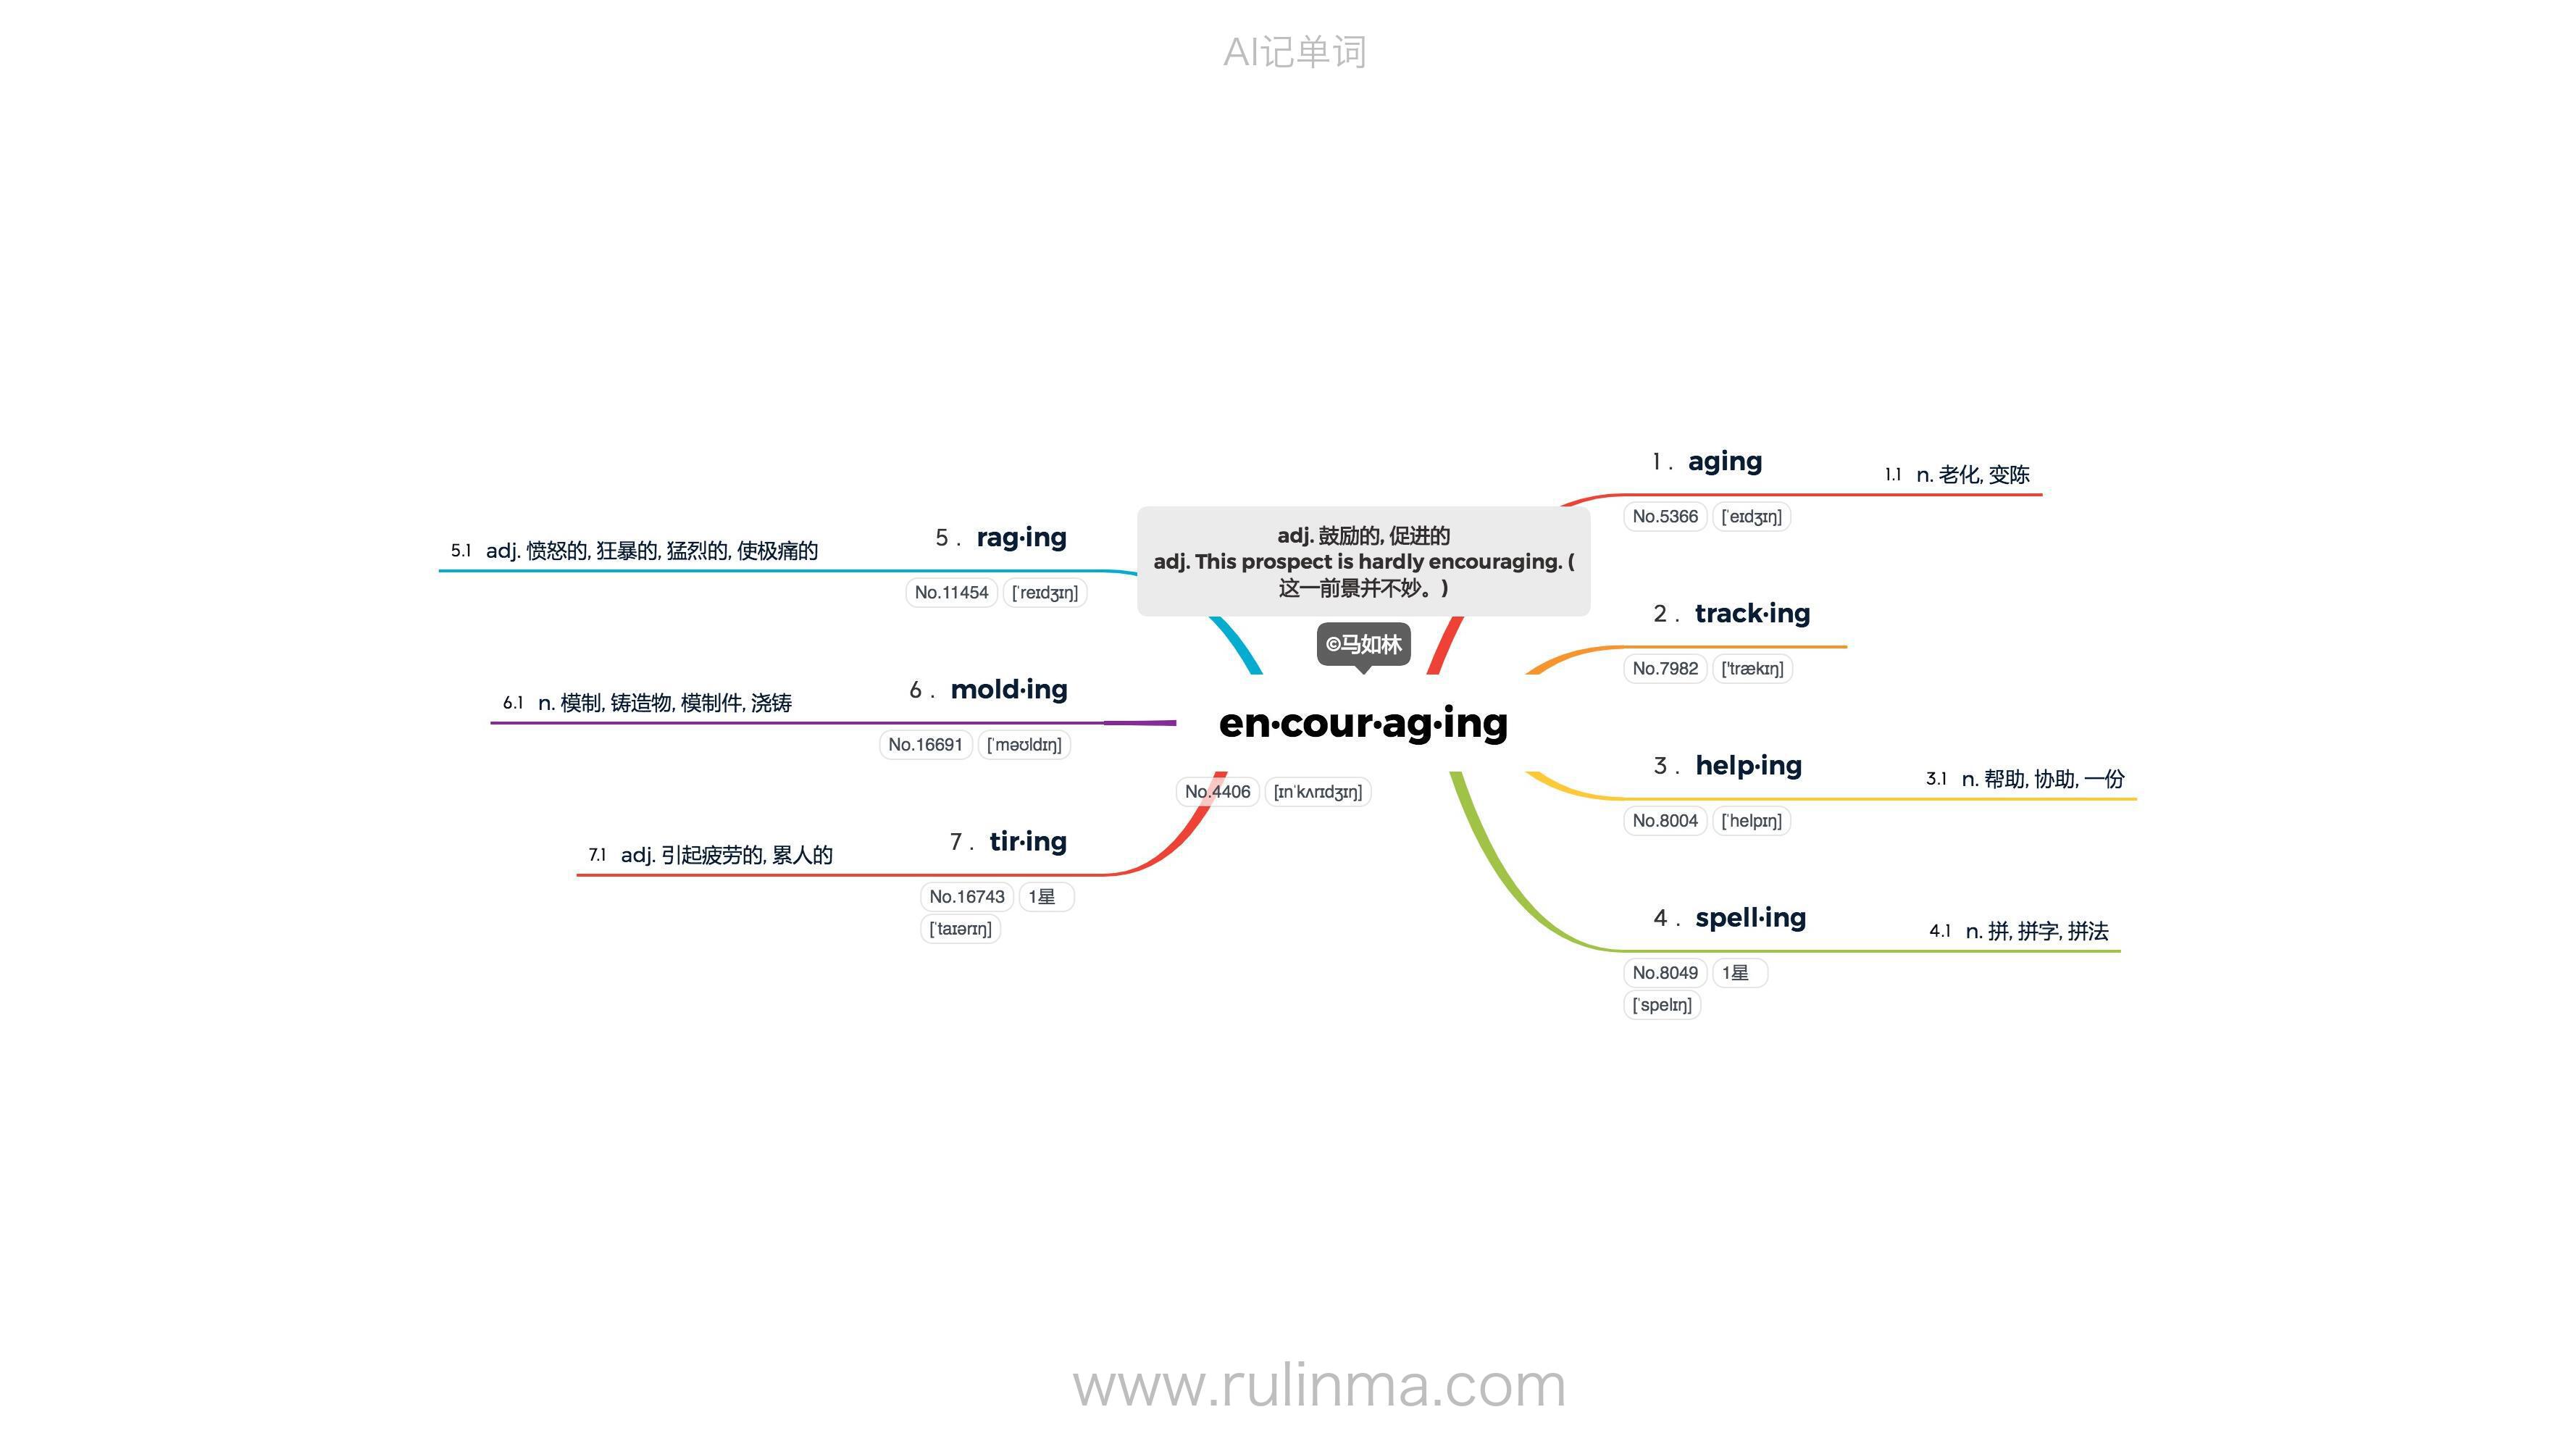 AI记单词
adj. 鼓励的, 促进的
adj. This prospect is hardly encouraging. (
这一前景并不妙。)
©马如林
en·cour·ag·ing
No.4406 [ɪnˈkʌrɪdʒɪŋ]
1 . aging
No.5366 [ˈeɪdʒɪŋ]
1.1 n. 老化, 变陈
2 . track·ing
No.7982 ['trækɪŋ]
3 . help·ing
No.8004 [ˈhelpɪŋ]
3.1 n. 帮助, 协助, 一份
4 . spell·ing
No.8049 1星
[ˈspelɪŋ]
4.1 n. 拼, 拼字, 拼法
5 . rag·ing
No.11454 [ˈreɪdʒɪŋ]
5.1 adj. 愤怒的, 狂暴的, 猛烈的, 使极痛的
6 . mold·ing
No.16691 [ˈməʊldɪŋ]
6.1 n. 模制, 铸造物, 模制件, 浇铸
7 . tir·ing
No.16743 1星
[ˈtaɪərɪŋ]
7.1 adj. 引起疲劳的, 累人的
www.rulinma.com